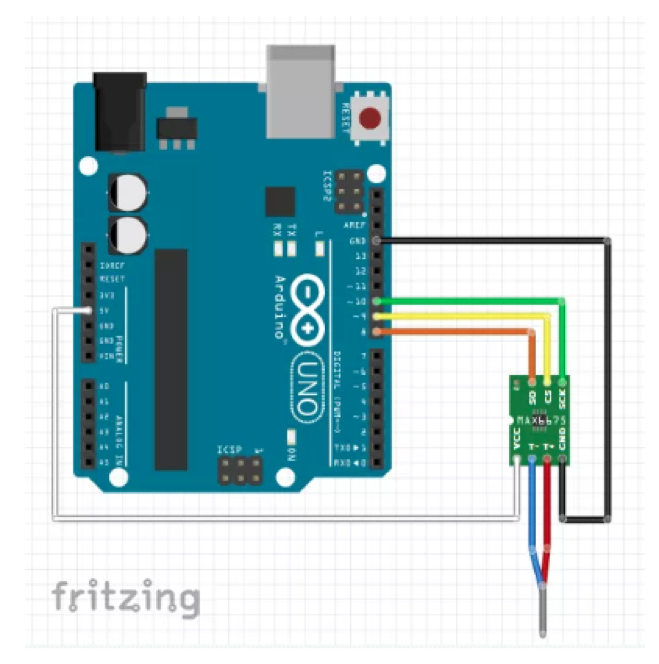 RESET
ICSP2
AREF
GND
13
12
~11
~10
~9
8
7
~6
~5
4
~3
2
TX0▶1
RX0◀0
DIGITAL (PWM=~)
RX
TX
L
Arduino
UNO
ON
ICSP
IOREF
RESET
3V3
5V
GND
GND
VIN
POWER
A0
A1
A2
A3
A4
A5
ANALOG IN
SO
CS
SCK
MAX6675
VCC
T-
T+
GND
fritzing